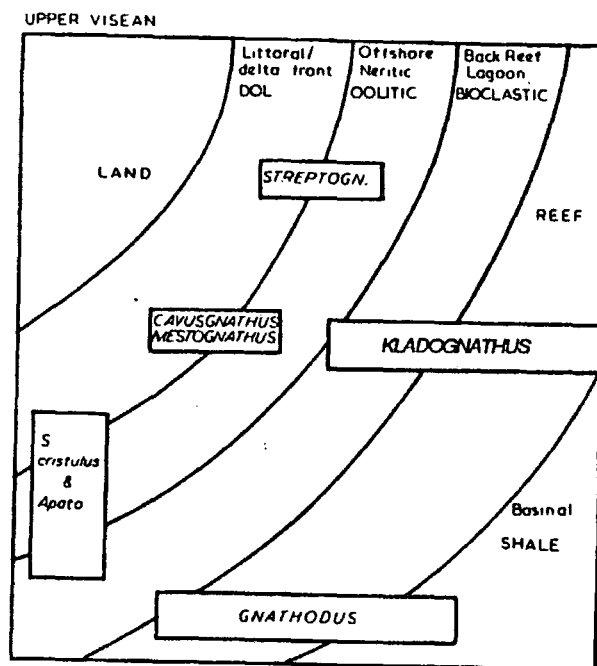 UPPER VISEAN
Littoral/
delta front
DOL
Offshore
Neritic
OOLITIC
Back Reef
Lagoon
BIOCLASTIC
LAND
STREPTOGN.
REEF
CAVUSGNATHUS
MESTOGNATHUS
KLADOGNATHUS
S
cristulus
&
Apato
Basinal
SHALE
GNATHODUS